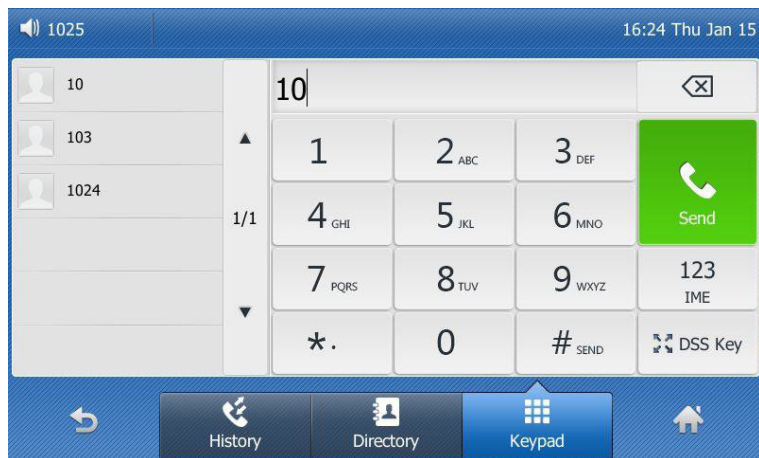 1025
16:24 Thu Jan 15
10
103
1024
1/1
10
1
2 ABC
3 DEF
Send
4 GHI
5 JKL
6 MNO
7 PQRS
8 TUV
9 WXYZ
123
IME
*.
0
# SEND
DSS Key
History
Directory
Keypad